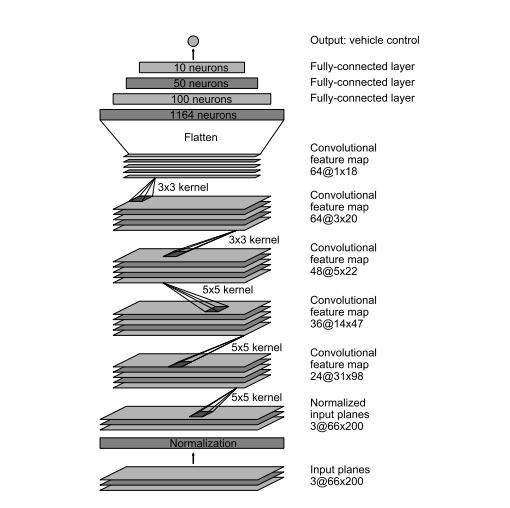 Output: vehicle control
Fully-connected layer
Fully-connected layer
Fully-connected layer
10 neurons
50 neurons
100 neurons
1164 neurons
Flatten
Convolutional
feature map
64@1x18
3x3 kernel
Convolutional
feature map
64@3x20
3x3 kernel
Convolutional
feature map
48@5x22
5x5 kernel
Convolutional
feature map
36@14x47
5x5 kernel
Convolutional
feature map
24@31x98
5x5 kernel
Normalized
input planes
3@66x200
Normalization
Input planes
3@66x200